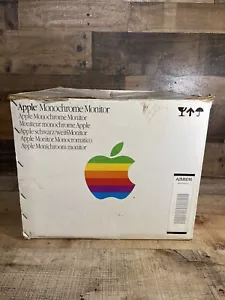 Apple Monochrome Monitor
Apple Monochrome Monitor
Moniteur monochrome Apple
Apple schwarz/weiß Monitor
Apple Monitor Monocromatico
Apple Monochroom monitor